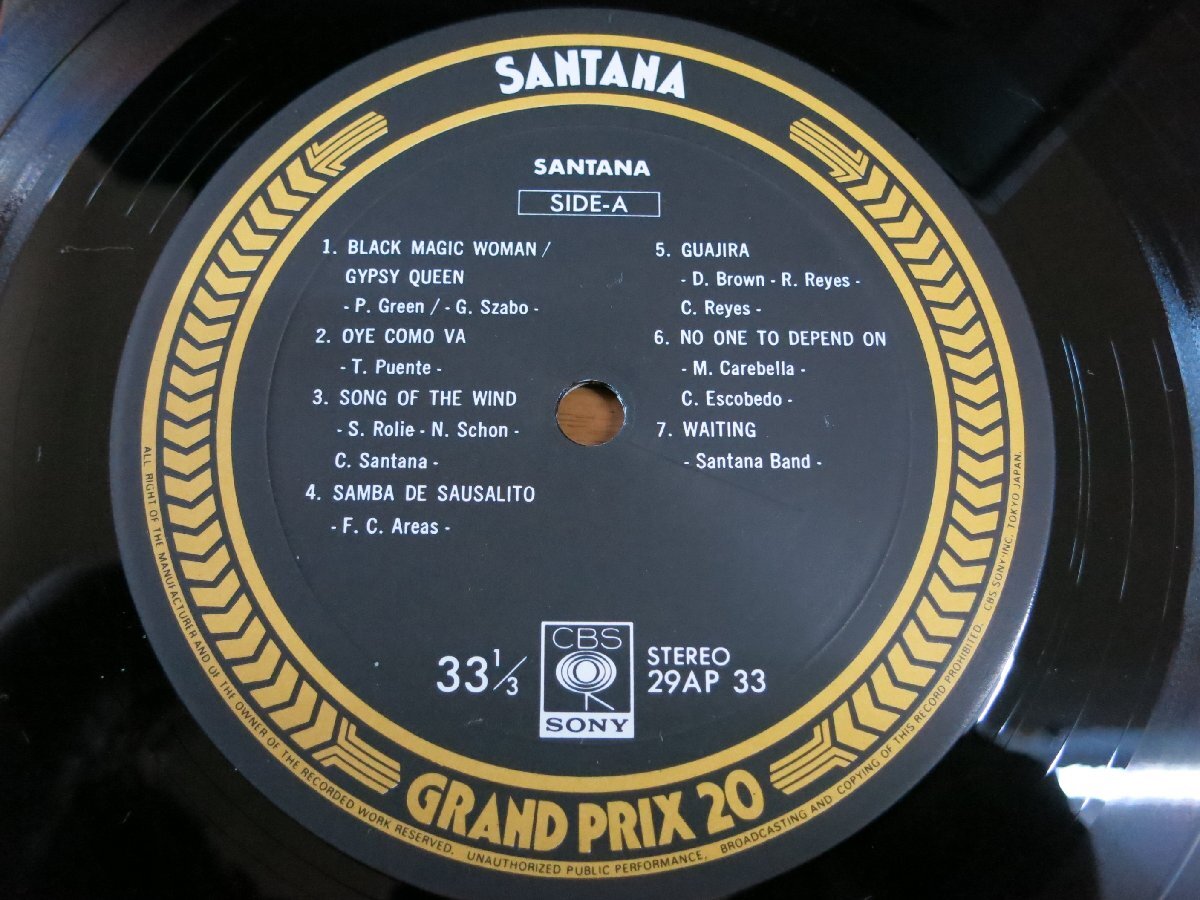 SANTANA
SANTANA
SIDE-A
1. BLACK MAGIC WOMAN /
GYPSY QUEEN
- P. Green / - G. Szabo -
2. OYE COMO VA
- T. Puente -
3. SONG OF THE WIND
- S. Rolie - N. Schon -
C. Santana -
4. SAMBA DE SAUSALITO
- F. C. Areas -
5. GUAJIRA
- D. Brown - R. Reyes -
C. Reyes -
6. NO ONE TO DEPEND ON
- M. Carebella -
C. Escobedo -
7. WAITING
- Santana Band -
33 1/3
CBS
SONY
STEREO
29AP 33
GRAND PRIX 20
ALL RIGHT OF THE MANUFACTURER AND OF THE OWNER OF THE RECORDED WORK RESERVED. UNAUTHORIZED PUBLIC PERFORMANCE, BROADCASTING AND COPYING OF THIS RECORD PROHIBITED. CBS SONY INC. TOKYO JAPAN.